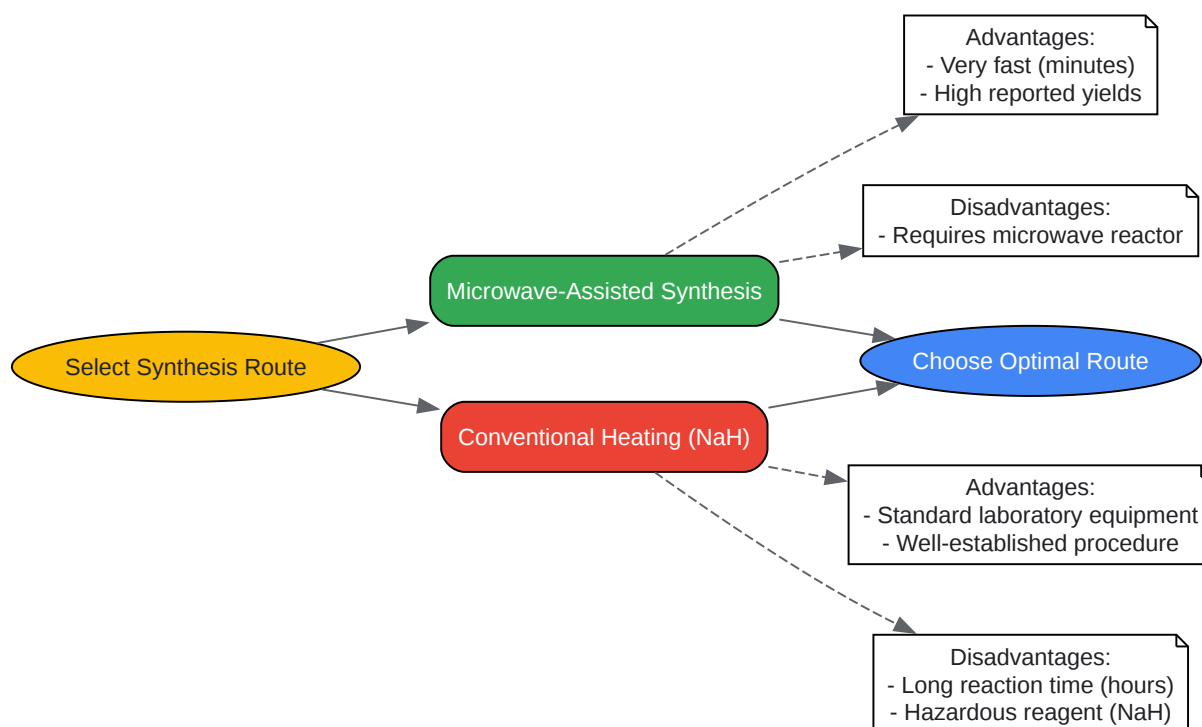 Advantages:
- Very fast (minutes)
- High reported yields
Disadvantages:
- Requires microwave reactor
Microwave-Assisted Synthesis
Select Synthesis Route
Choose Optimal Route
Conventional Heating (NaH)
Advantages:
- Standard laboratory equipment
- Well-established procedure
Disadvantages:
- Long reaction time (hours)
- Hazardous reagent (NaH)